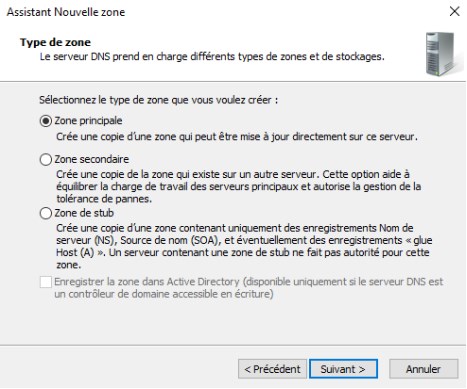 Assistant Nouvelle zone
Type de zone
Le serveur DNS prend en charge différents types de zones et de stockages.
Sélectionnez le type de zone que vous voulez créer :
Zone principale
Crée une copie d'une zone qui peut être mise à jour directement sur ce serveur.
Zone secondaire
Crée une copie de la zone qui existe sur un autre serveur. Cette option aide à
équilibrer la charge de travail des serveurs principaux et autorise la gestion de la
tolérance de pannes.
Zone de stub
Crée une copie d'une zone contenant uniquement des enregistrements Nom de
serveur (NS), Source de nom (SOA), et éventuellement des enregistrements « glue
Host (A) ». Un serveur contenant une zone de stub ne fait pas autorité pour cette
zone.
Enregistrer la zone dans Active Directory (disponible uniquement si le serveur DNS est
un contrôleur de domaine accessible en écriture)
< Précédent Suivant > Annuler